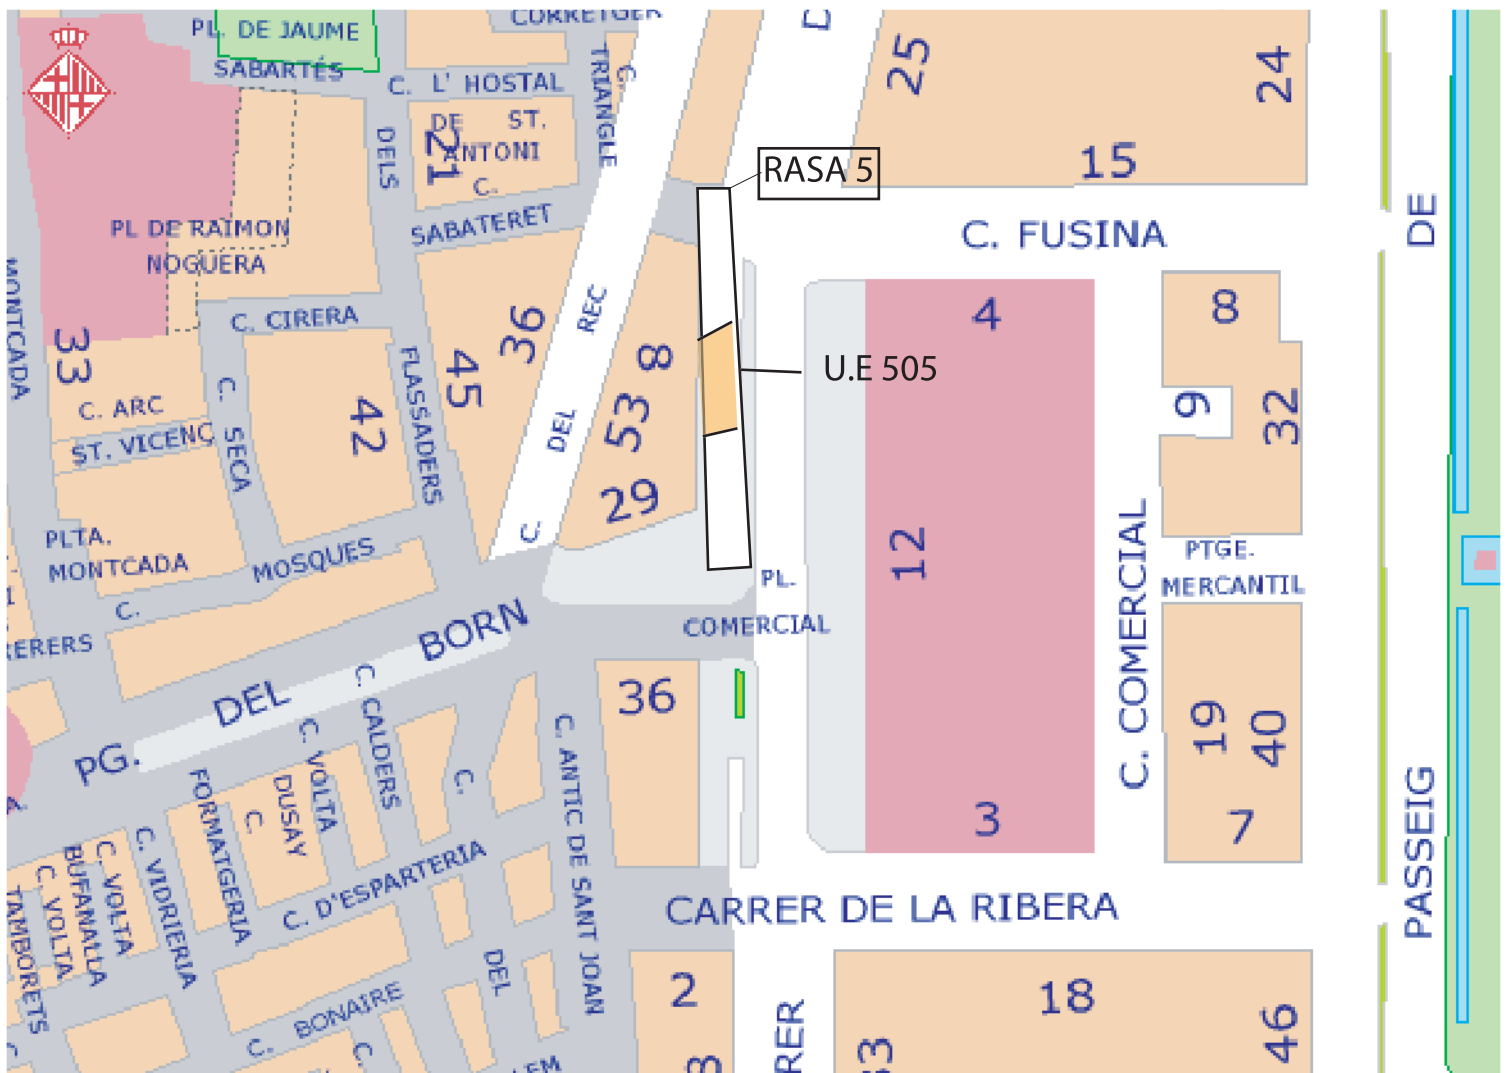 CORRETGER
PL. DE JAUME
SABARTÉS
C. L' HOSTAL
DE ST.
ANTONI
C.
SABATERET
21
DELS
TRIANGLE
C.
D
25
24
15
RASA 5
C. FUSINA
DE
PL DE RAIMON
NOGUERA
MONTCADA
33
C. CIRERA
C. ARC
ST. VICENÇ
C. SECA
42
FLASSADERS
45
36
C. DEL REC
8
53
29
U.E 505
4
12
3
8
9
32
PTGE.
MERCANTIL
C. COMERCIAL
19
40
7
PASSEIG
PLTA.
MONTCADA
C. MOSQUES
PL.
COMERCIAL
PG. DEL BORN
36
C. CALDERS
C. VOLTA
DUSAY
C.
FORMATGERIA
C. VIDRIERIA
C. VOLTA
BUFANALLA
C. VOLTA
TAMBORETS
C. D'ESPARTERIA
C.
C. ANTIC DE SANT JOAN
DEL
C. BONAIRE
C.
CARRER DE LA RIBERA
2
18
46